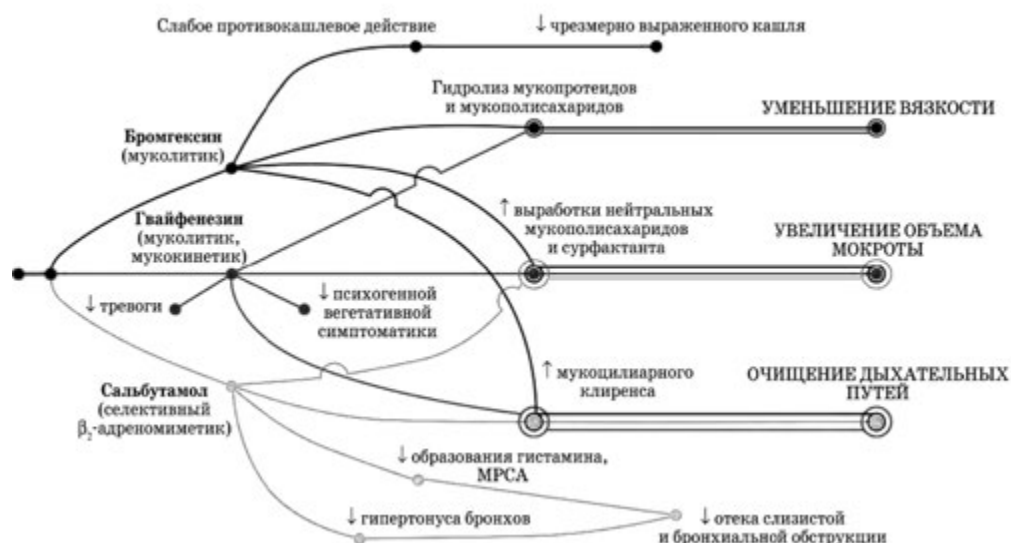 Слабое противокашлевое действие
↓ чрезмерно выраженного кашля
Гидролиз мукопротеидов
и мукополисахаридов
УМЕНЬШЕНИЕ ВЯЗКОСТИ
Бромгексин
(муколитик)
Гвайфенезин
(муколитик,
мукокинетик)
↑ выработки нейтральных
мукополисахаридов
и сурфактанта
УВЕЛИЧЕНИЕ ОБЪЕМА
МОКРОТЫ
↓ тревоги
↓ психогенной
вегетативной
симптоматики
Сальбутамол
(селективный
β₂-адреномиметик)
↑ мукоцилиарного
клиренса
ОЧИЩЕНИЕ ДЫХАТЕЛЬНЫХ
ПУТЕЙ
↓ образования гистамина,
МРСА
↓ гипертонуса бронхов
↓ отека слизистой
и бронхиальной обструкции